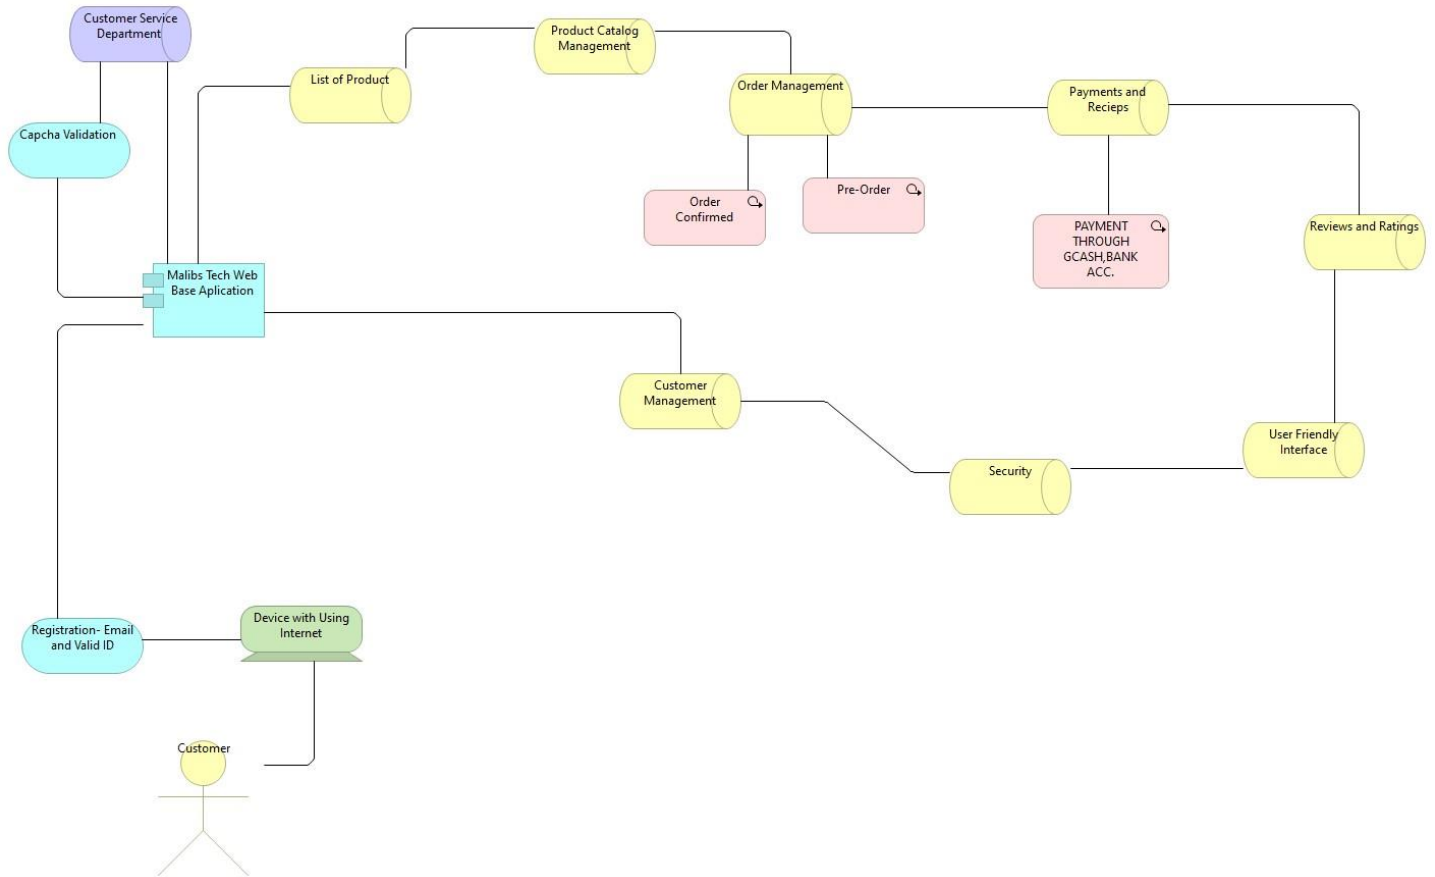 Customer Service
Department
Product Catalog
Management
List of Product
Order Management
Payments and
Recieps
Capcha Validation
Order
Confirmed
Pre-Order
PAYMENT
THROUGH
GCASH,BANK
ACC.
Reviews and Ratings
Malibs Tech Web
Base Aplication
Customer
Management
User Friendly
Interface
Security
Registration- Email
and Valid ID
Device with Using
Internet
Customer